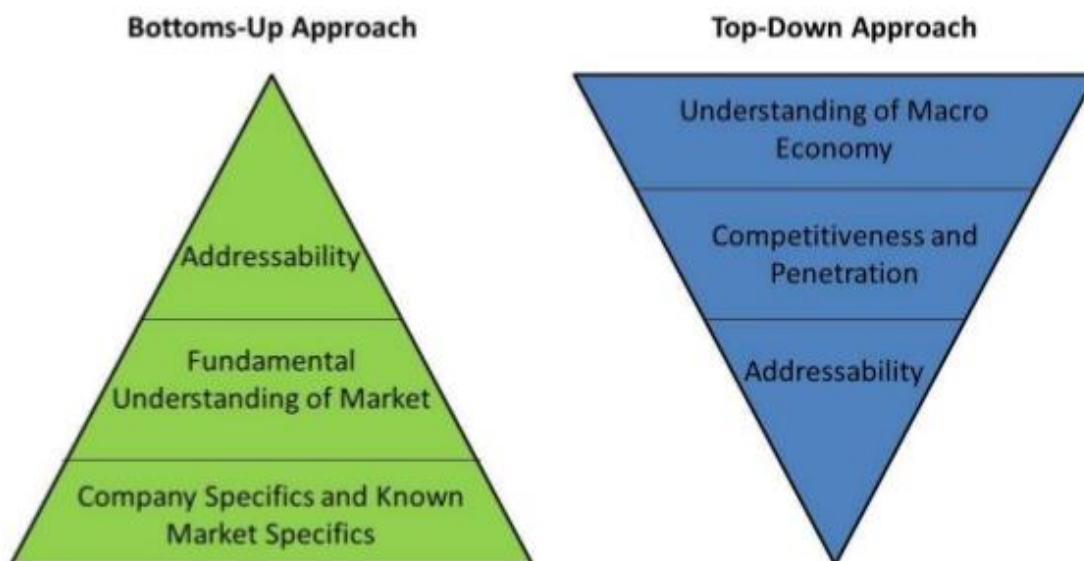 Bottoms-Up Approach
Addressability
Fundamental
Understanding of Market
Company Specifics and Known
Market Specifics
Top-Down Approach
Understanding of Macro
Economy
Competitiveness and
Penetration
Addressability